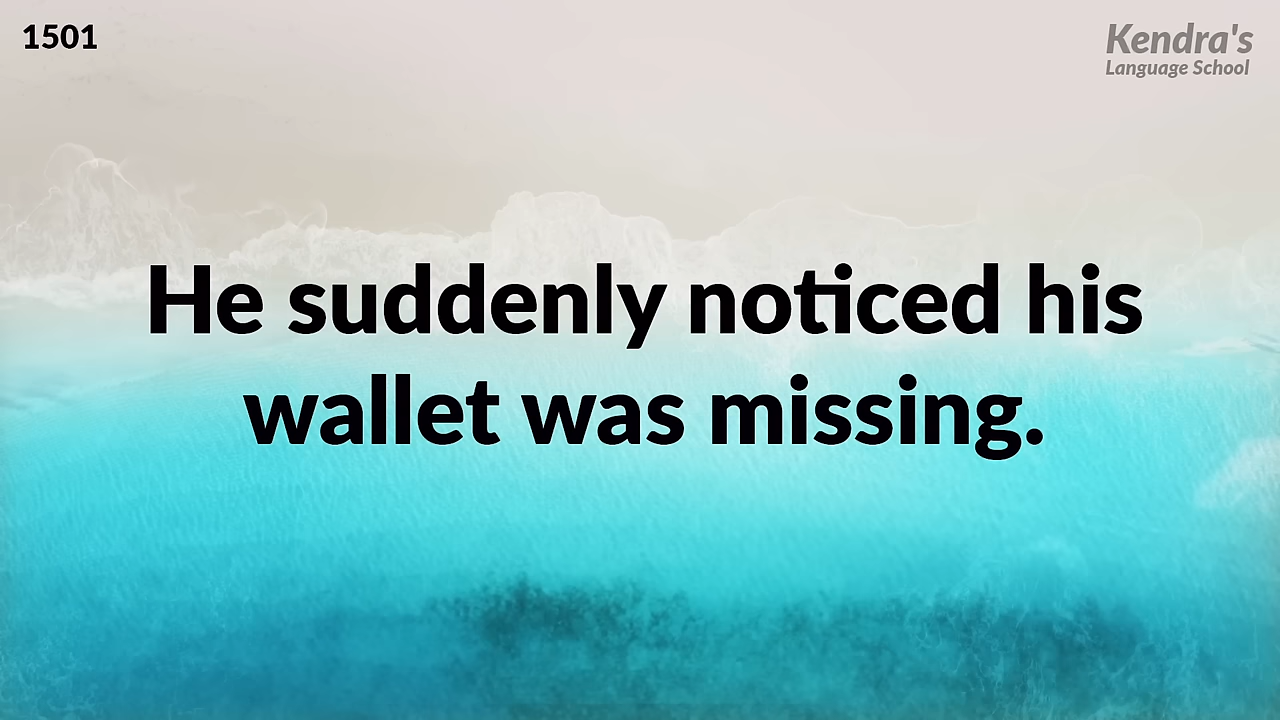 1501
Kendra's
Language School
He suddenly noticed his
wallet was missing.